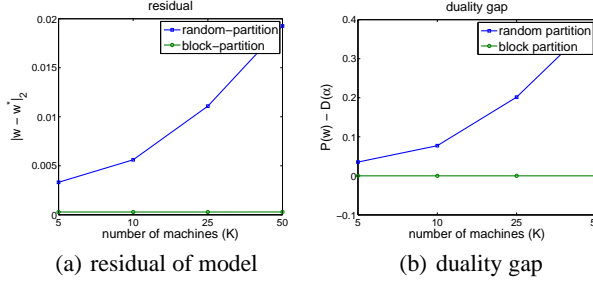 residual
0.02
0.015
0.01
0.005
0
|w − w*|₂
random-partition
block-partition
5
10
25
50
number of machines (K)
(a) residual of model
duality gap
0.4
0.3
0.2
0.1
0
−0.1
P(w) − D(α)
random partition
block partition
5
10
25
number of machines (K)
(b) duality gap